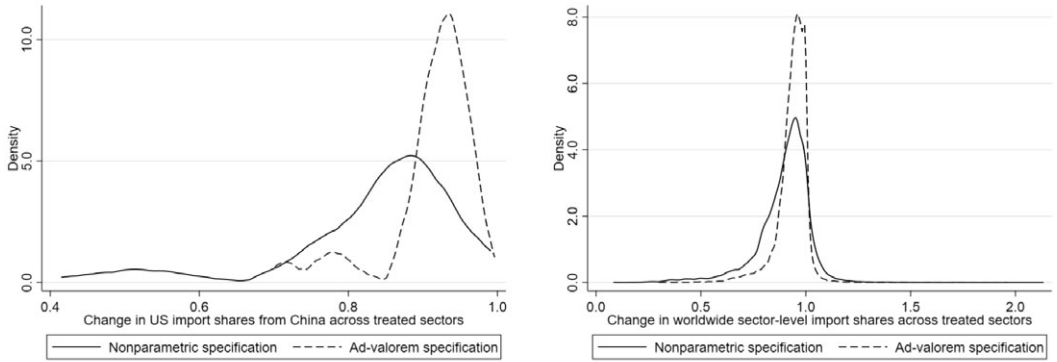 10.0
5.0
0.0
Density
0.4
0.6
0.8
1.0
Change in US import shares from China across treated sectors
Nonparametric specification
Ad-valorem specification
8.0
6.0
4.0
2.0
0.0
Density
0.0
0.5
1.0
1.5
2.0
Change in worldwide sector-level import shares across treated sectors
Nonparametric specification
Ad-valorem specification